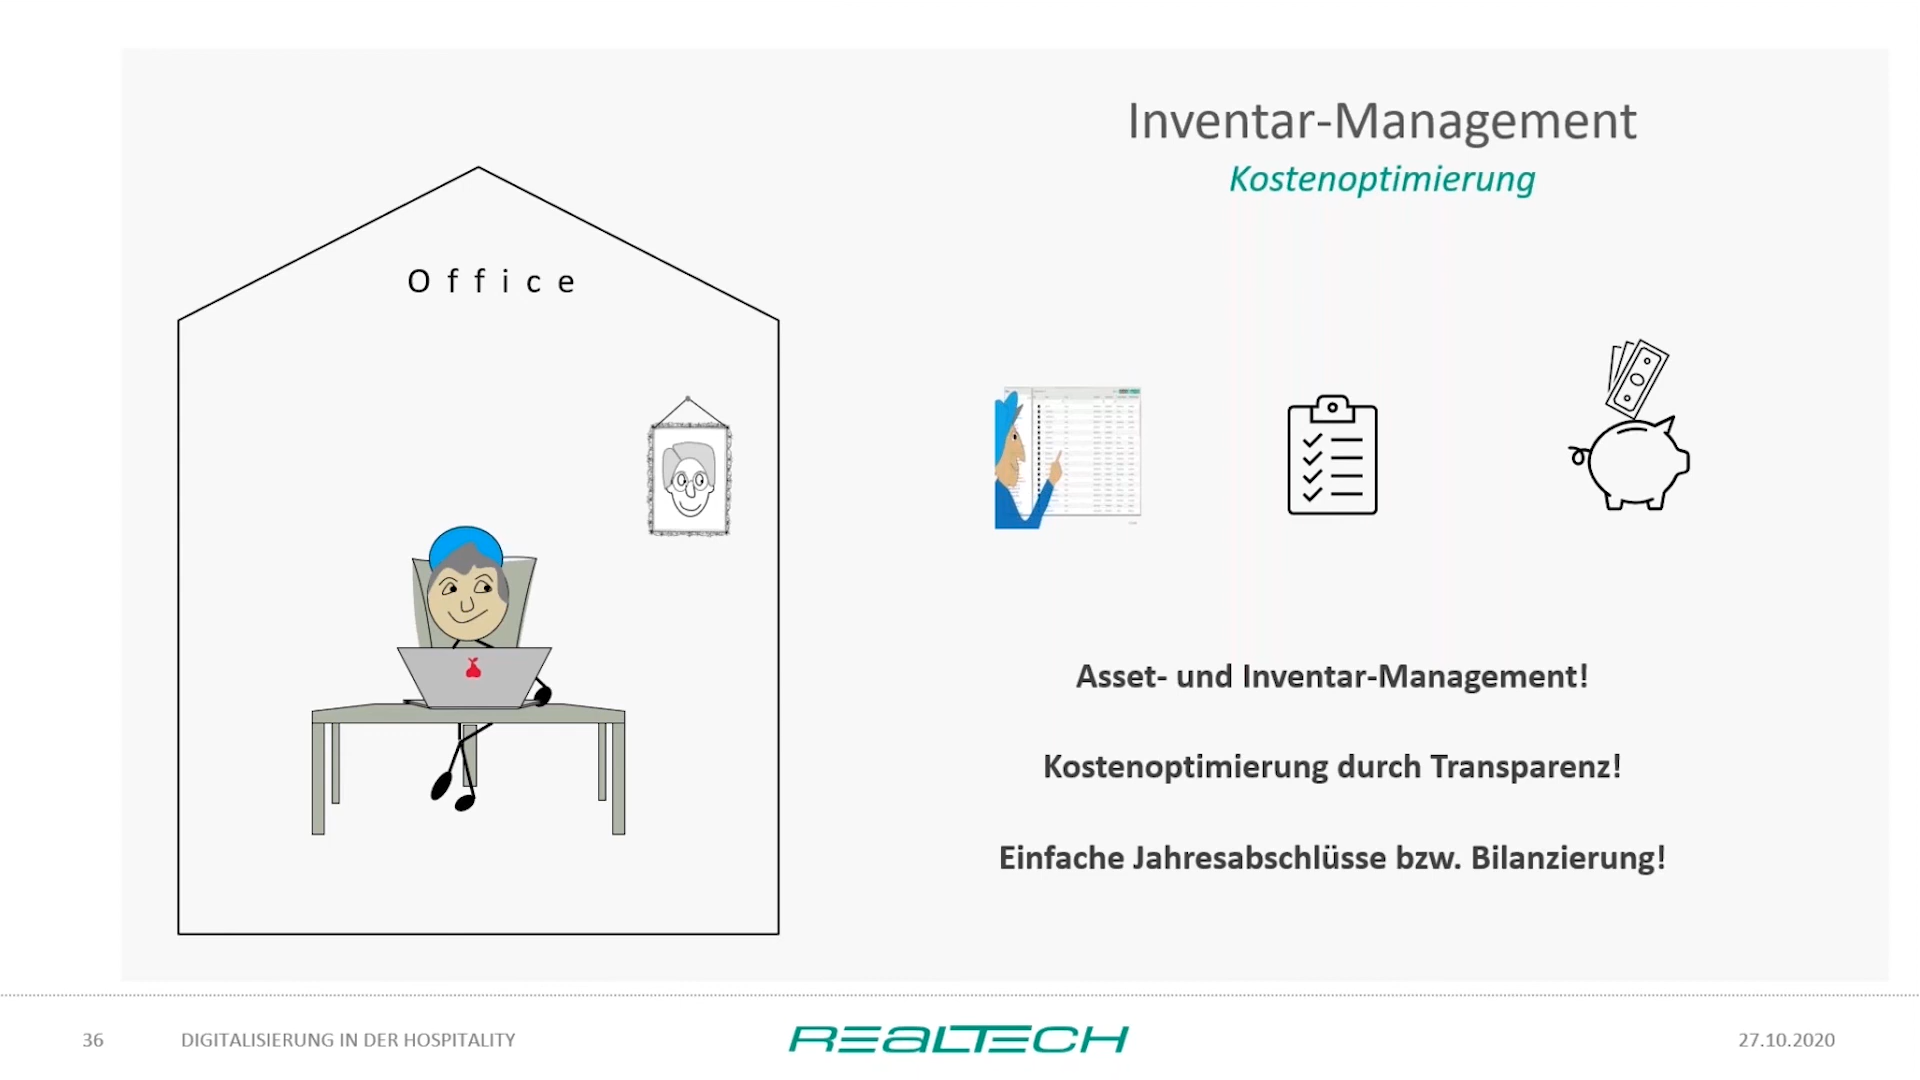 Inventar-Management
Kostenoptimierung
Office
Asset- und Inventar-Management!
Kostenoptimierung durch Transparenz!
Einfache Jahresabschlüsse bzw. Bilanzierung!
36
DIGITALISIERUNG IN DER HOSPITALITY
REALTECH
27.10.2020